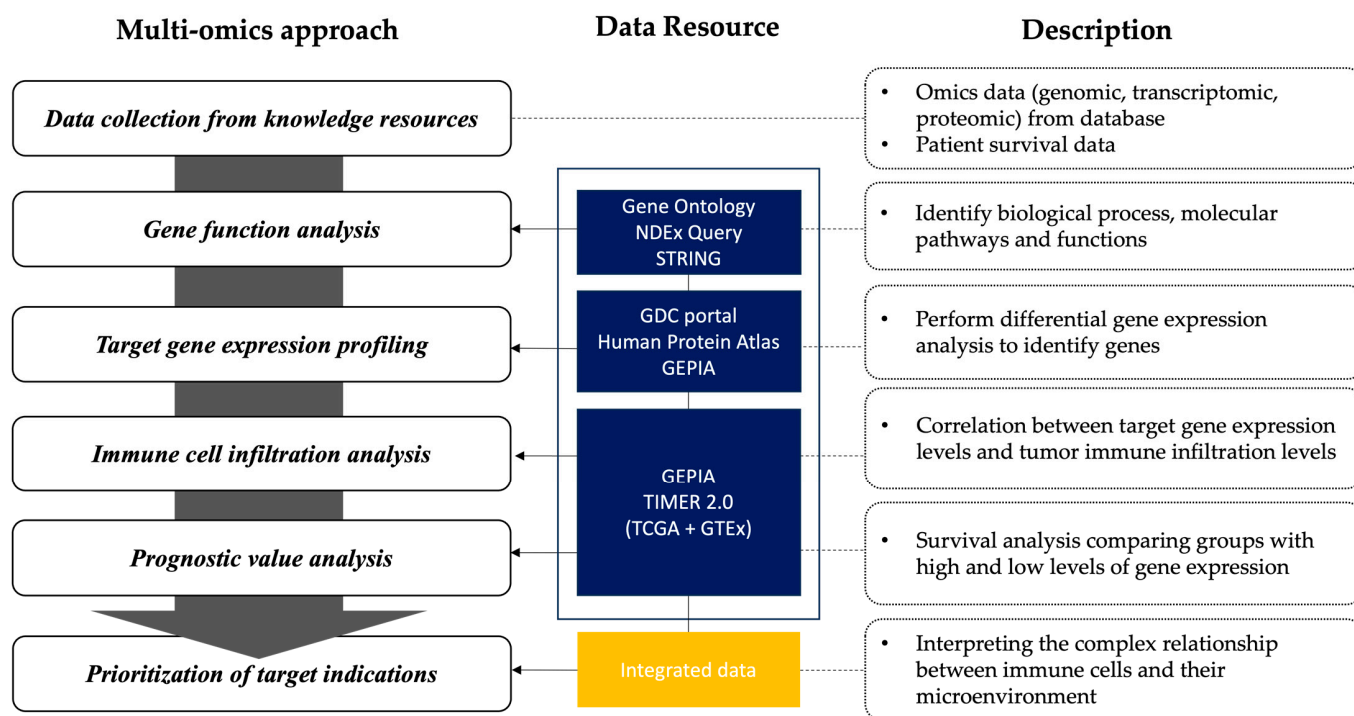 Multi-omics approach
Data Resource
Description
Data collection from knowledge resources
• Omics data (genomic, transcriptomic,
proteomic) from database
• Patient survival data
Gene function analysis
Gene Ontology
NDEx Query
STRING
• Identify biological process, molecular
pathways and functions
Target gene expression profiling
GDC portal
Human Protein Atlas
GEPIA
• Perform differential gene expression
analysis to identify genes
Immune cell infiltration analysis
GEPIA
TIMER 2.0
(TCGA + GTEx)
• Correlation between target gene expression
levels and tumor immune infiltration levels
Prognostic value analysis
• Survival analysis comparing groups with
high and low levels of gene expression
Prioritization of target indications
Integrated data
• Interpreting the complex relationship
between immune cells and their
microenvironment